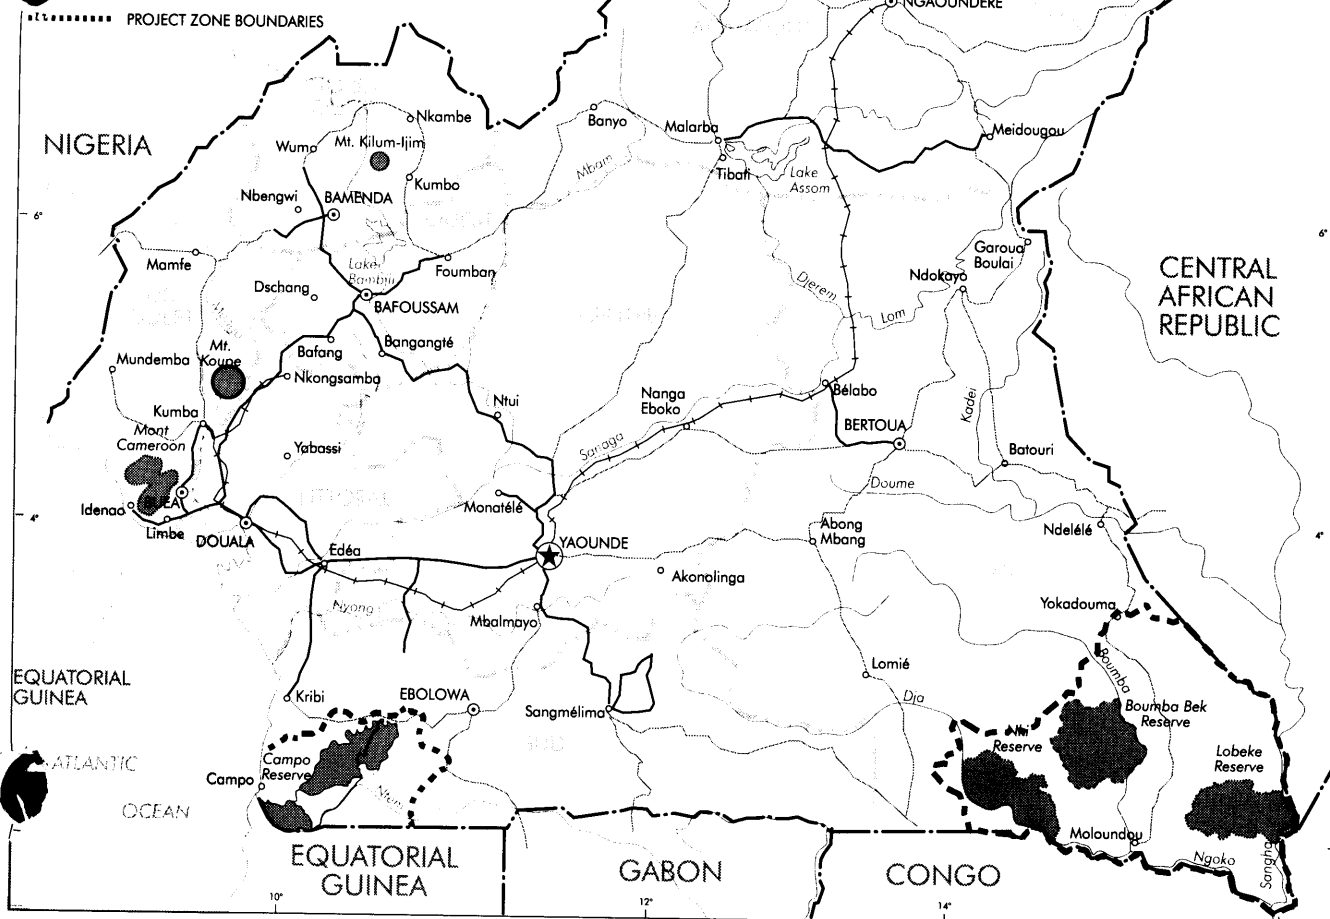 PROJECT ZONE BOUNDARIES
NGAOUNDERE
NIGERIA
Nkambe
Banyo
Malarba
Meidougou
Wum
Mt. Kilum-Ijim
Mbam
Tibati
Lake
Assom
Kumbo
Nbengwi
BAMENDA
6°
6°
Mamfe
Lake
Bambiji
Foumban
Garoua
Boulai
Ndokayo
CENTRAL
AFRICAN
REPUBLIC
Dschang
BAFOUSSAM
Djerem
Lom
Mt.
Koupe
Mundemba
Bafang
Bangangté
Nkongsamba
Bélabo
Kadei
Nanga
Eboko
Ntui
Kumba
BERTOUA
Mont
Cameroon
Sanaga
Yabassi
Batouri
Doume
LITTORAL
BUEA
Idenao
Monatélé
4°
4°
Limbe
DOUALA
Abong
Mbang
Ndelélé
Edéa
YAOUNDE
Akonolinga
Nyong
Mbalmayo
Yokadouma
Lomié
Boumba
EQUATORIAL
GUINEA
Kribi
EBOLOWA
Sangmélima
Dja
Boumba Bek
Reserve
Nki
Reserve
Lobeke
Reserve
Campo
Reserve
ATLANTIC
OCEAN
Campo
Ntem
SUD
Moloundou
Ngoko
Sangha
EQUATORIAL
GUINEA
GABON
CONGO
10°
12°
14°